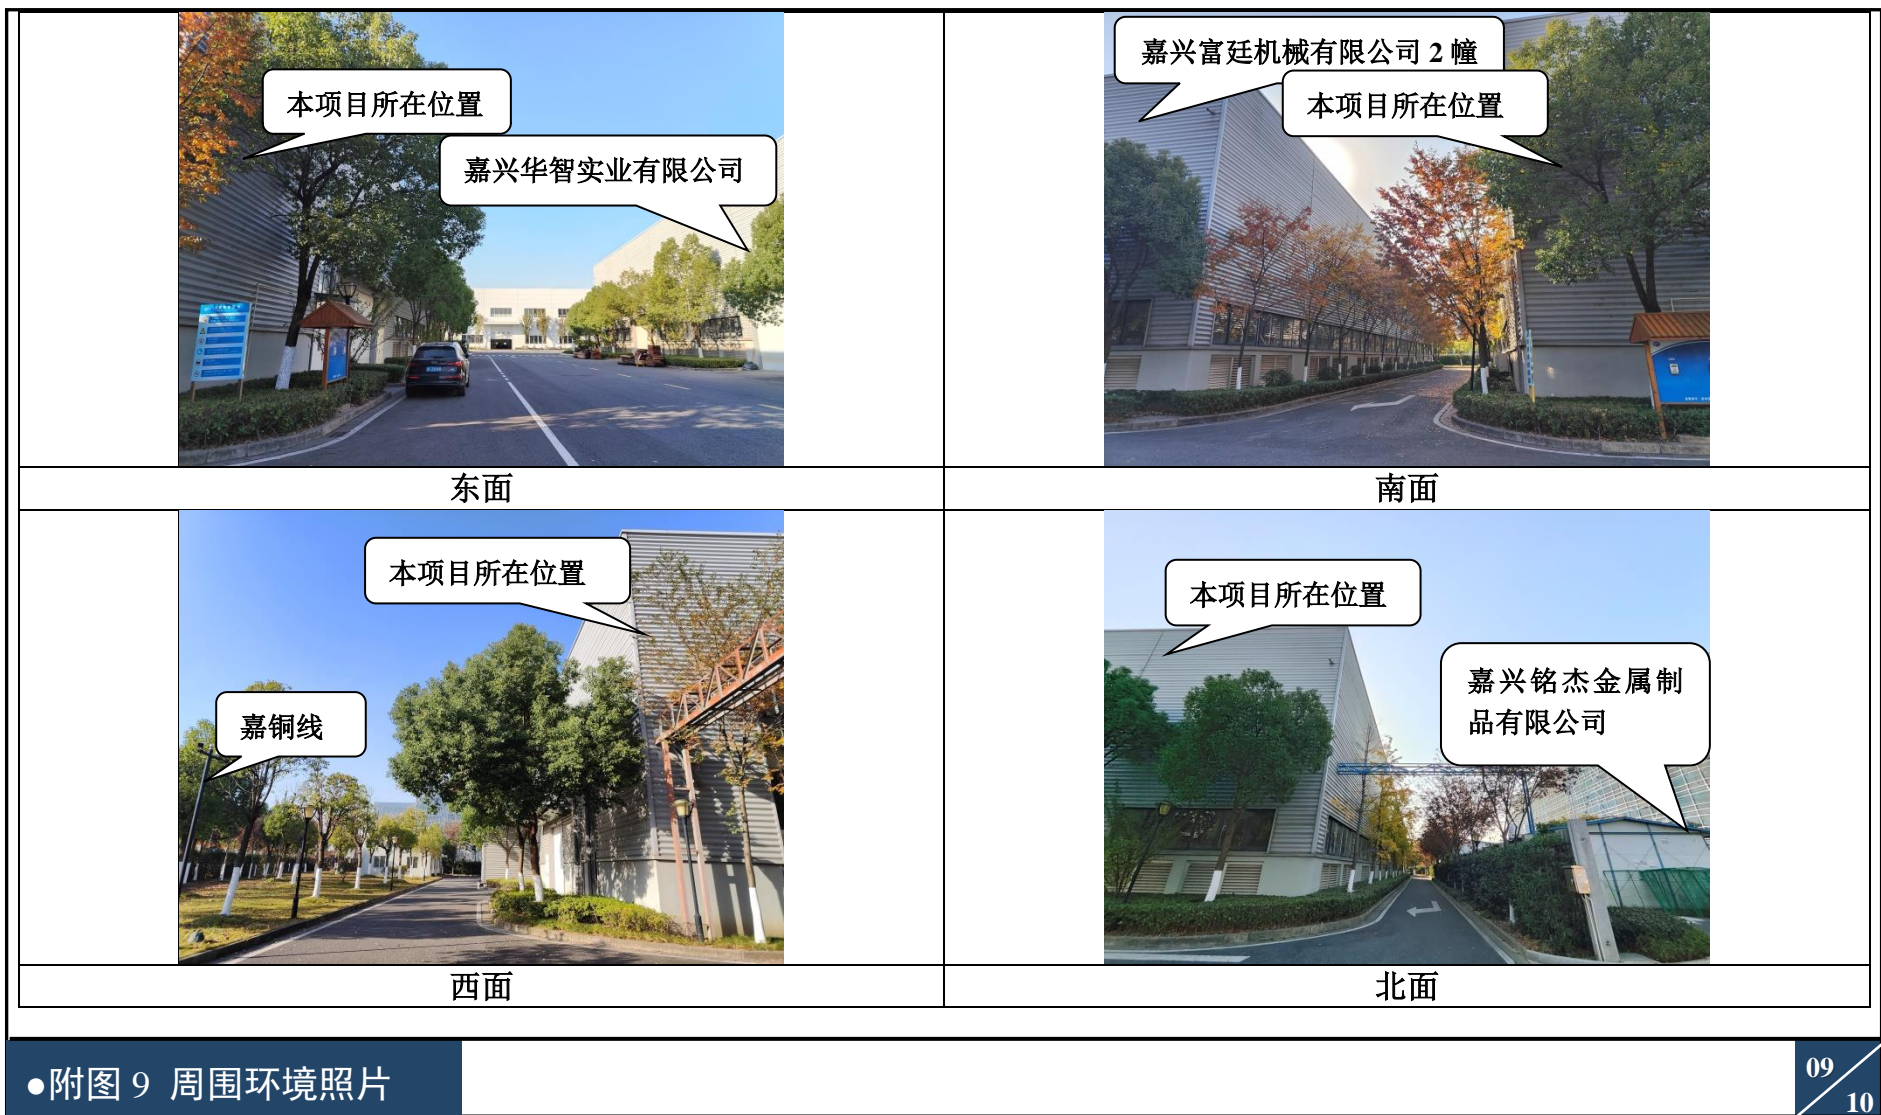 本项目所在位置
嘉兴华智实业有限公司
嘉兴富廷机械有限公司 2 幢
本项目所在位置
东面
南面
本项目所在位置
嘉铜线
本项目所在位置
嘉兴铭杰金属制
品有限公司
西面
北面
●附图 9 周围环境照片
09
10